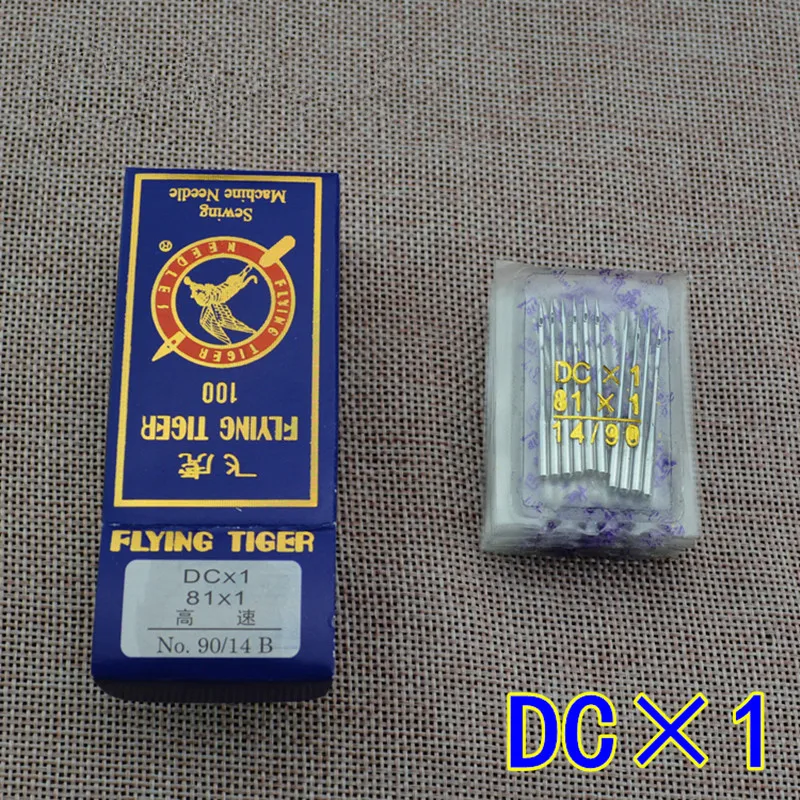 Sewing
Machine Needle
FLYING TIGER
NEEDLES
®
100
FLYING TIGER
飞虎
FLYING TIGER
DCx1
81x1
高 速
No. 90/14 B
DC×1
81×1
14/90
DC×1